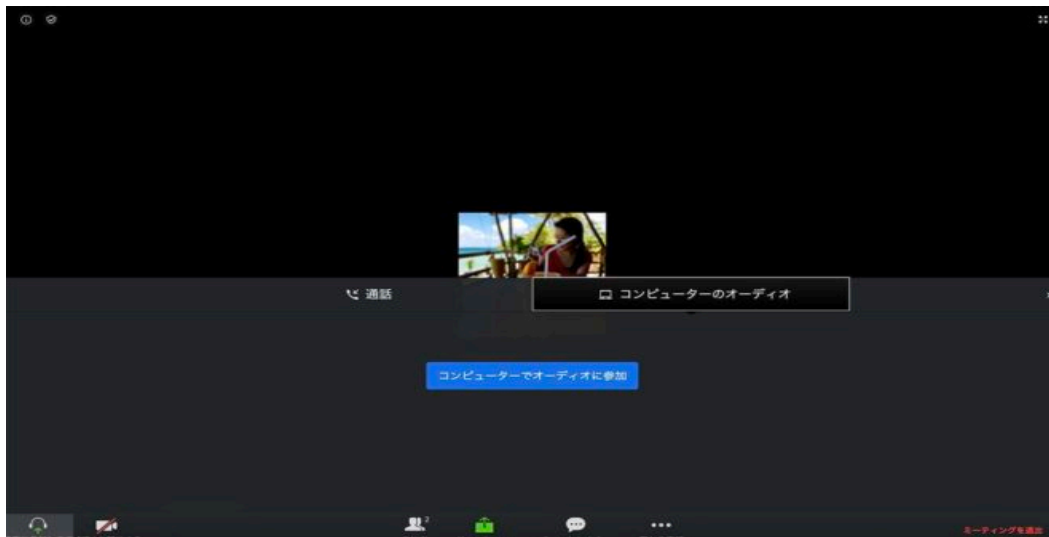 通話
コンピューターのオーディオ
コンピューターでオーディオに参加
2
ミーティングを退出